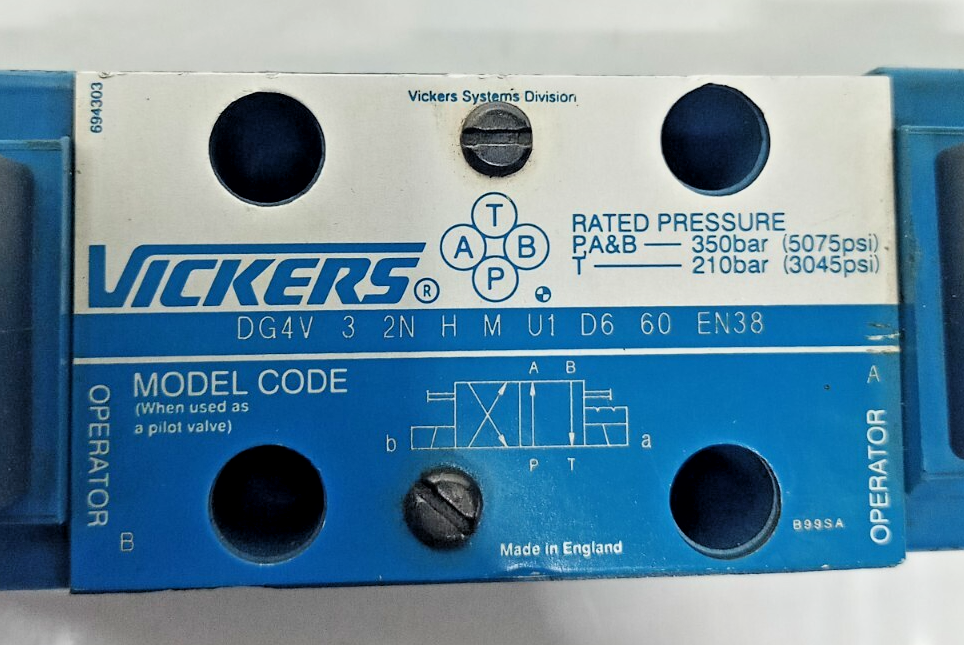 694303
Vickers Systems Division
T
A B
P
VICKERS®
RATED PRESSURE
P,A&B — 350bar (5075psi)
T — 210bar (3045psi)
DG4V 3 2N H M U1 D6 60 EN38
MODEL CODE
(When used as
a pilot valve)
OPERATOR
B
A B
b a
P T
A
OPERATOR
B99SA
Made in England